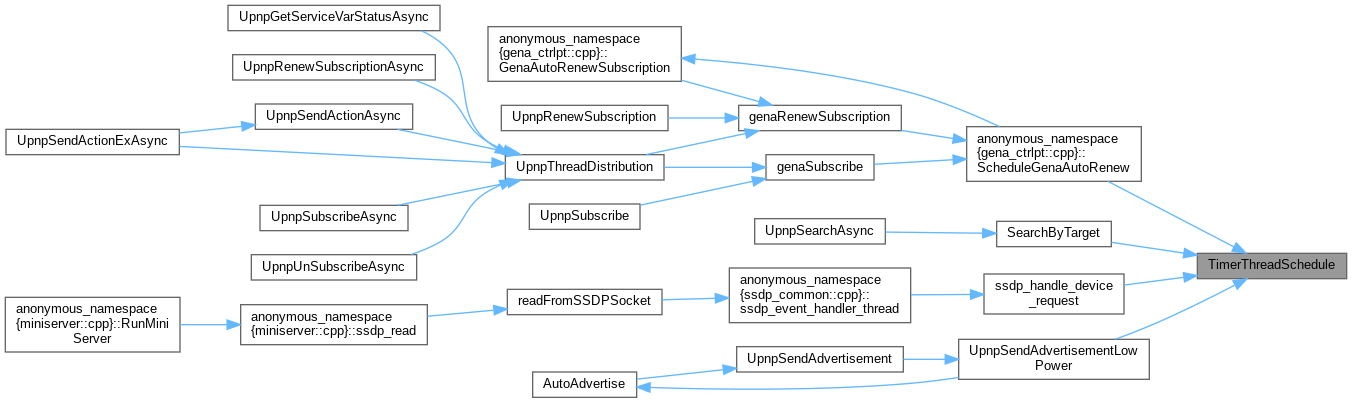 UpnpGetServiceVarStatusAsync
UpnpRenewSubscriptionAsync
UpnpSendActionAsync
UpnpSendActionExAsync
UpnpSubscribeAsync
UpnpUnSubscribeAsync
anonymous_namespace
{gena_ctrlpt::cpp}::
GenaAutoRenewSubscription
UpnpRenewSubscription
genaRenewSubscription
UpnpThreadDistribution
genaSubscribe
UpnpSubscribe
anonymous_namespace
{gena_ctrlpt::cpp}::
ScheduleGenaAutoRenew
UpnpSearchAsync
SearchByTarget
TimerThreadSchedule
anonymous_namespace
{miniserver::cpp}::RunMini
Server
anonymous_namespace
{miniserver::cpp}::ssdp_read
readFromSSDPSocket
anonymous_namespace
{ssdp_common::cpp}::
ssdp_event_handler_thread
ssdp_handle_device
_request
AutoAdvertise
UpnpSendAdvertisement
UpnpSendAdvertisementLow
Power